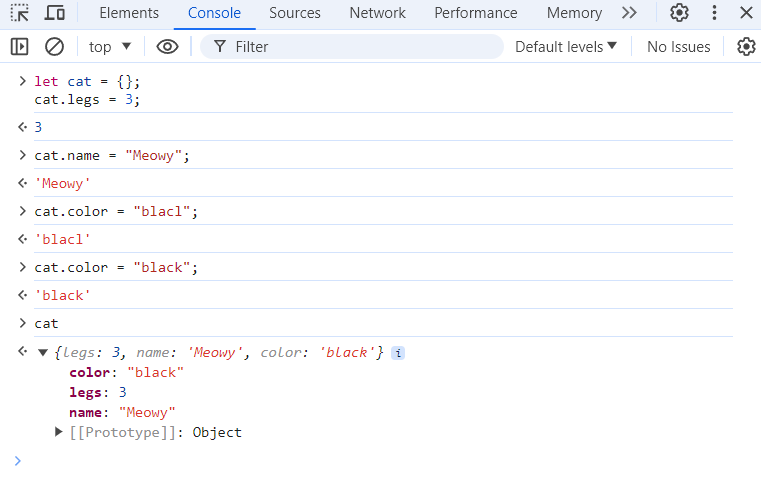 Elements Console Sources Network Performance Memory
top Filter Default levels No Issues
let cat = {};
cat.legs = 3;
3
cat.name = "Meowy";
'Meowy'
cat.color = "blacl";
'blacl'
cat.color = "black";
'black'
cat
{legs: 3, name: 'Meowy', color: 'black'} i
color: "black"
legs: 3
name: "Meowy"
[[Prototype]]: Object